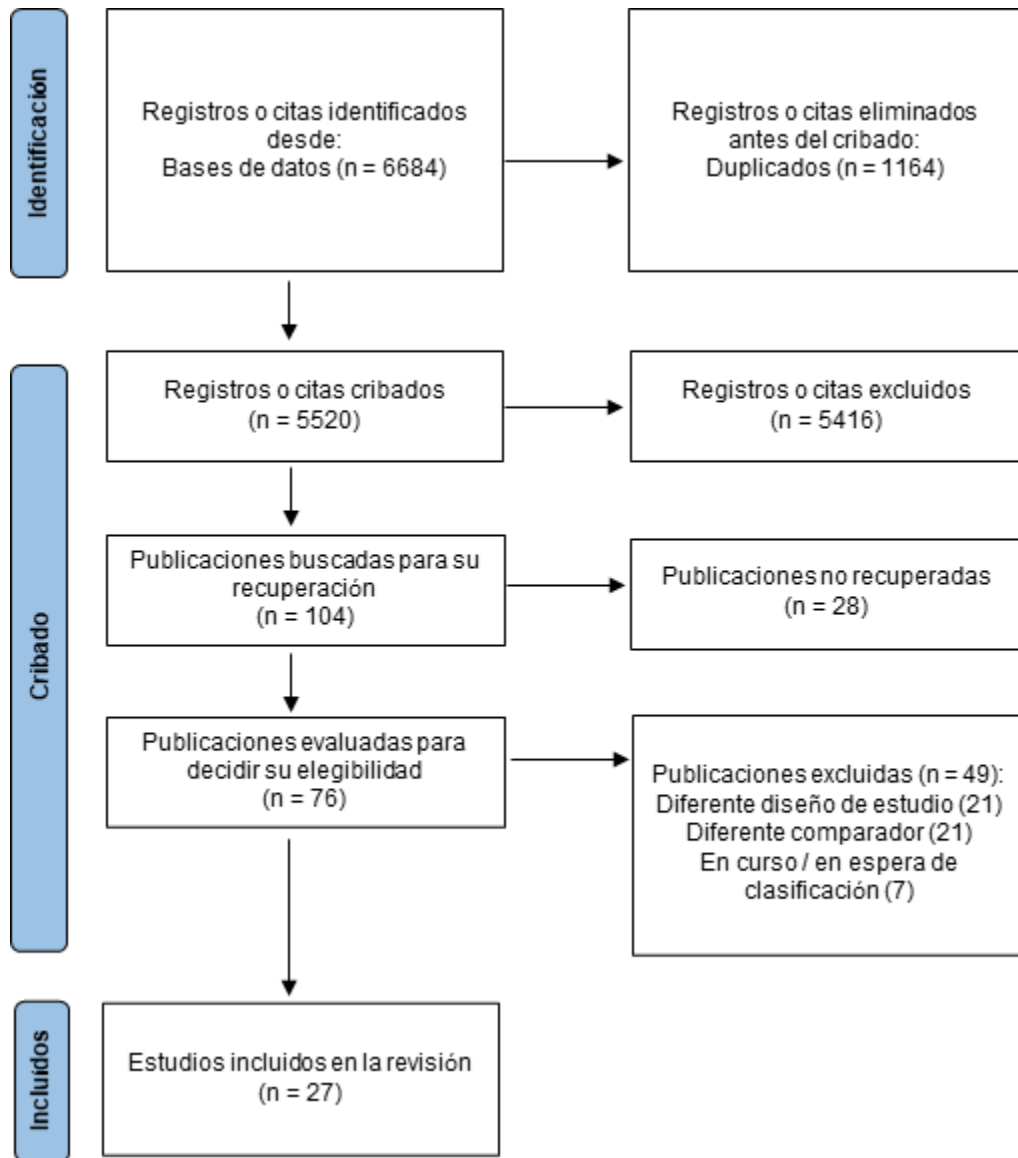 Identificación
Registros o citas identificados
desde:
Bases de datos (n = 6684)
Registros o citas eliminados
antes del cribado:
Duplicados (n = 1164)
Cribado
Registros o citas cribados
(n = 5520)
Registros o citas excluidos
(n = 5416)
Publicaciones buscadas para su
recuperación
(n = 104)
Publicaciones no recuperadas
(n = 28)
Publicaciones evaluadas para
decidir su elegibilidad
(n = 76)
Publicaciones excluidas (n = 49):
Diferente diseño de estudio (21)
Diferente comparador (21)
En curso / en espera de
clasificación (7)
Incluídos
Estudios incluidos en la revisión
(n = 27)